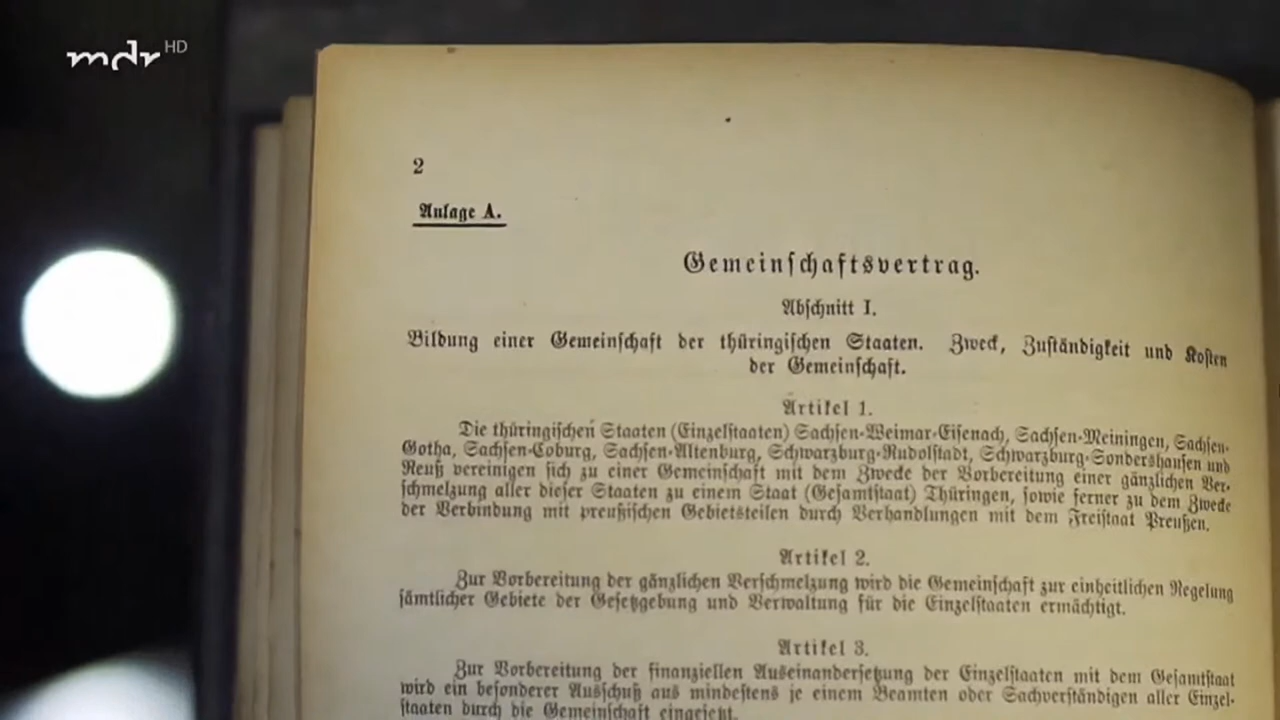 mdr HD
2
Anlage A.
Gemeinschaftsvertrag.
Abschnitt I.
Bildung einer Gemeinschaft der thüringischen Staaten. Zweck, Zuständigkeit und Kosten
der Gemeinschaft.
Artikel 1.
Die thüringischen Staaten (Einzelstaaten) Sachsen-Weimar-Eisenach, Sachsen-Meiningen, Sachsen-
Gotha, Sachsen-Coburg, Sachsen-Altenburg, Schwarzburg-Rudolstadt, Schwarzburg-Sondershausen und
Reuß vereinigen sich zu einer Gemeinschaft mit dem Zwecke der Vorbereitung einer gänzlichen Ver-
schmelzung aller dieser Staaten zu einem Staat (Gesamtstaat) Thüringen, sowie ferner zu dem Zwecke
der Verbindung mit preußischen Gebietsteilen durch Verhandlungen mit dem Freistaat Preußen.
Artikel 2.
Zur Vorbereitung der gänzlichen Verschmelzung wird die Gemeinschaft zur einheitlichen Regelung
sämtlicher Gebiete der Gesetzgebung und Verwaltung für die Einzelstaaten ermächtigt.
Artikel 3.
Zur Vorbereitung der finanziellen Auseinandersetzung der Einzelstaaten mit dem Gesamtstaat
wird ein besonderer Ausschuß aus mindestens je einem Beamten oder Sachverständigen aller Einzel-
staaten durch die Gemeinschaft eingesetzt.